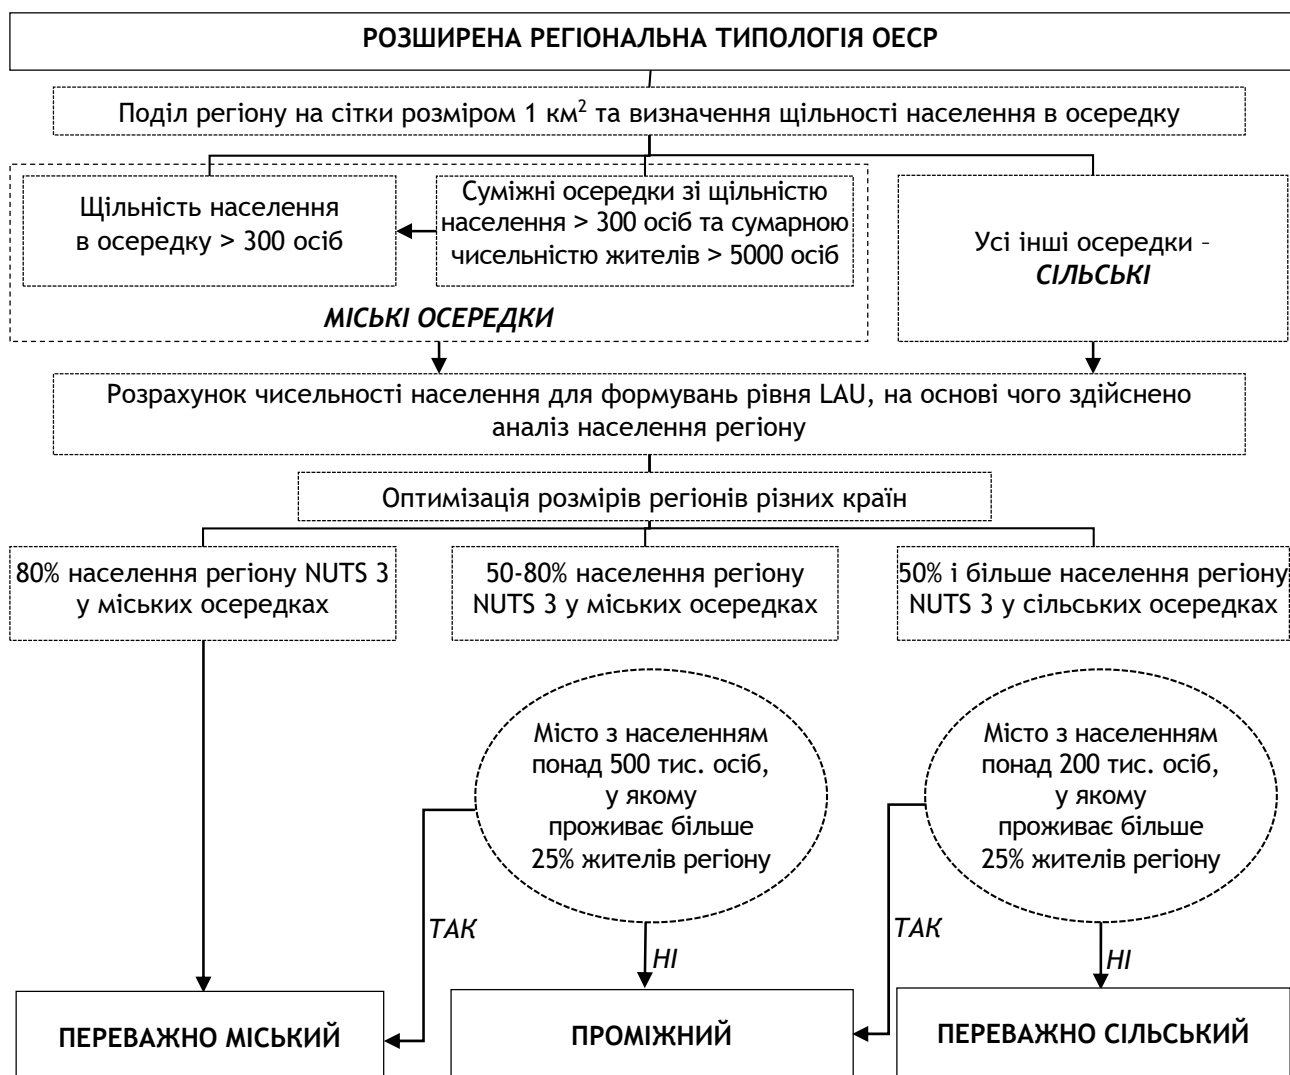 РОЗШИРЕНА РЕГІОНАЛЬНА ТИПОЛОГІЯ ОЕСР
Поділ регіону на сітки розміром 1 км² та визначення щільності населення в осередку
Щільність населення
в осередку > 300 осіб
Суміжні осередки зі щільністю
населення > 300 осіб та сумарною
чисельністю жителів > 5000 осіб
МІСЬКІ ОСЕРЕДКИ
Усі інші осередки –
СІЛЬСЬКІ
Розрахунок чисельності населення для формувань рівня LAU, на основі чого здійснено
аналіз населення регіону
Оптимізація розмірів регіонів різних країн
80% населення регіону NUTS 3
у міських осередках
50-80% населення регіону
NUTS 3 у міських осередках
50% і більше населення регіону
NUTS 3 у сільських осередках
Місто з населенням
понад 500 тис. осіб,
у якому
проживає більше
25% жителів регіону
Місто з населенням
понад 200 тис. осіб,
у якому
проживає більше
25% жителів регіону
ТАК
НІ
ТАК
НІ
ПЕРЕВАЖНО МІСЬКИЙ
ПРОМІЖНИЙ
ПЕРЕВАЖНО СІЛЬСЬКИЙ